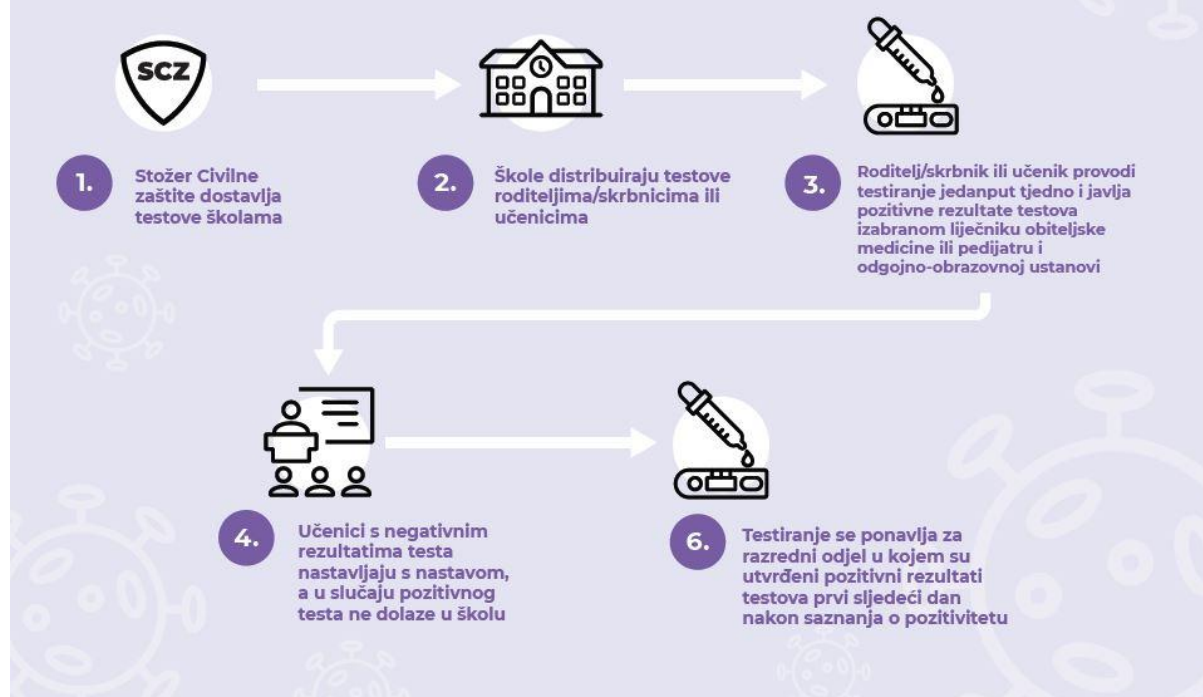 SCZ
1.
Stožer Civilne
zaštite dostavlja
testove školama
2.
Škole distribuiraju testove
roditeljima/skrbnicima ili
učenicima
3.
Roditelj/skrbnik ili učenik provodi
testiranje jedanput tjedno i javlja
pozitivne rezultate testova
izabranom liječniku obiteljske
medicine ili pedijatru i
odgojno-obrazovnoj ustanovi
4.
Učenici s negativnim
rezultatima testa
nastavljaju s nastavom,
a u slučaju pozitivnog
testa ne dolaze u školu
6.
Testiranje se ponavlja za
razredni odjel u kojem su
utvrđeni pozitivni rezultati
testova prvi sljedeći dan
nakon saznanja o pozitivitetu